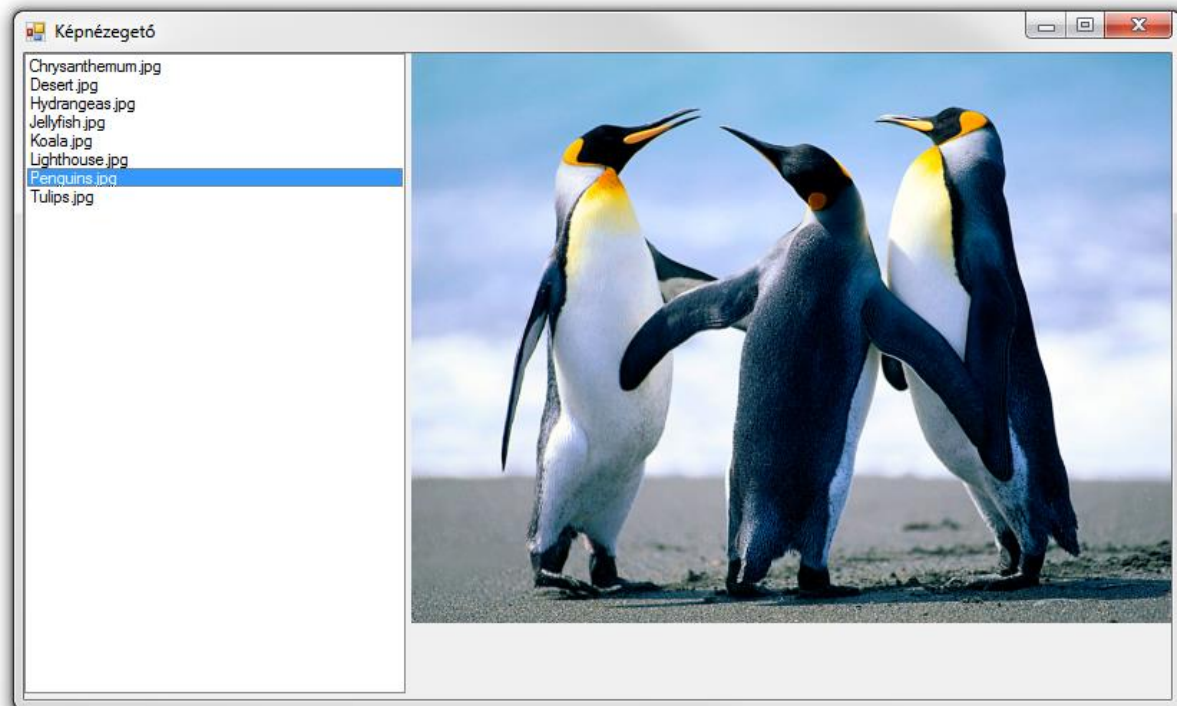 Képnézegető
Chrysanthemum.jpg
Desert.jpg
Hydrangeas.jpg
Jellyfish.jpg
Koala.jpg
Lighthouse.jpg
Penguins.jpg
Tulips.jpg